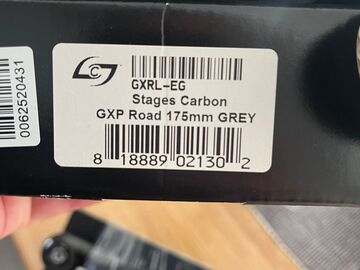 GXRL-EG
Stages Carbon
GXP Road 175mm GREY
8 18889 02130 2
0062520431